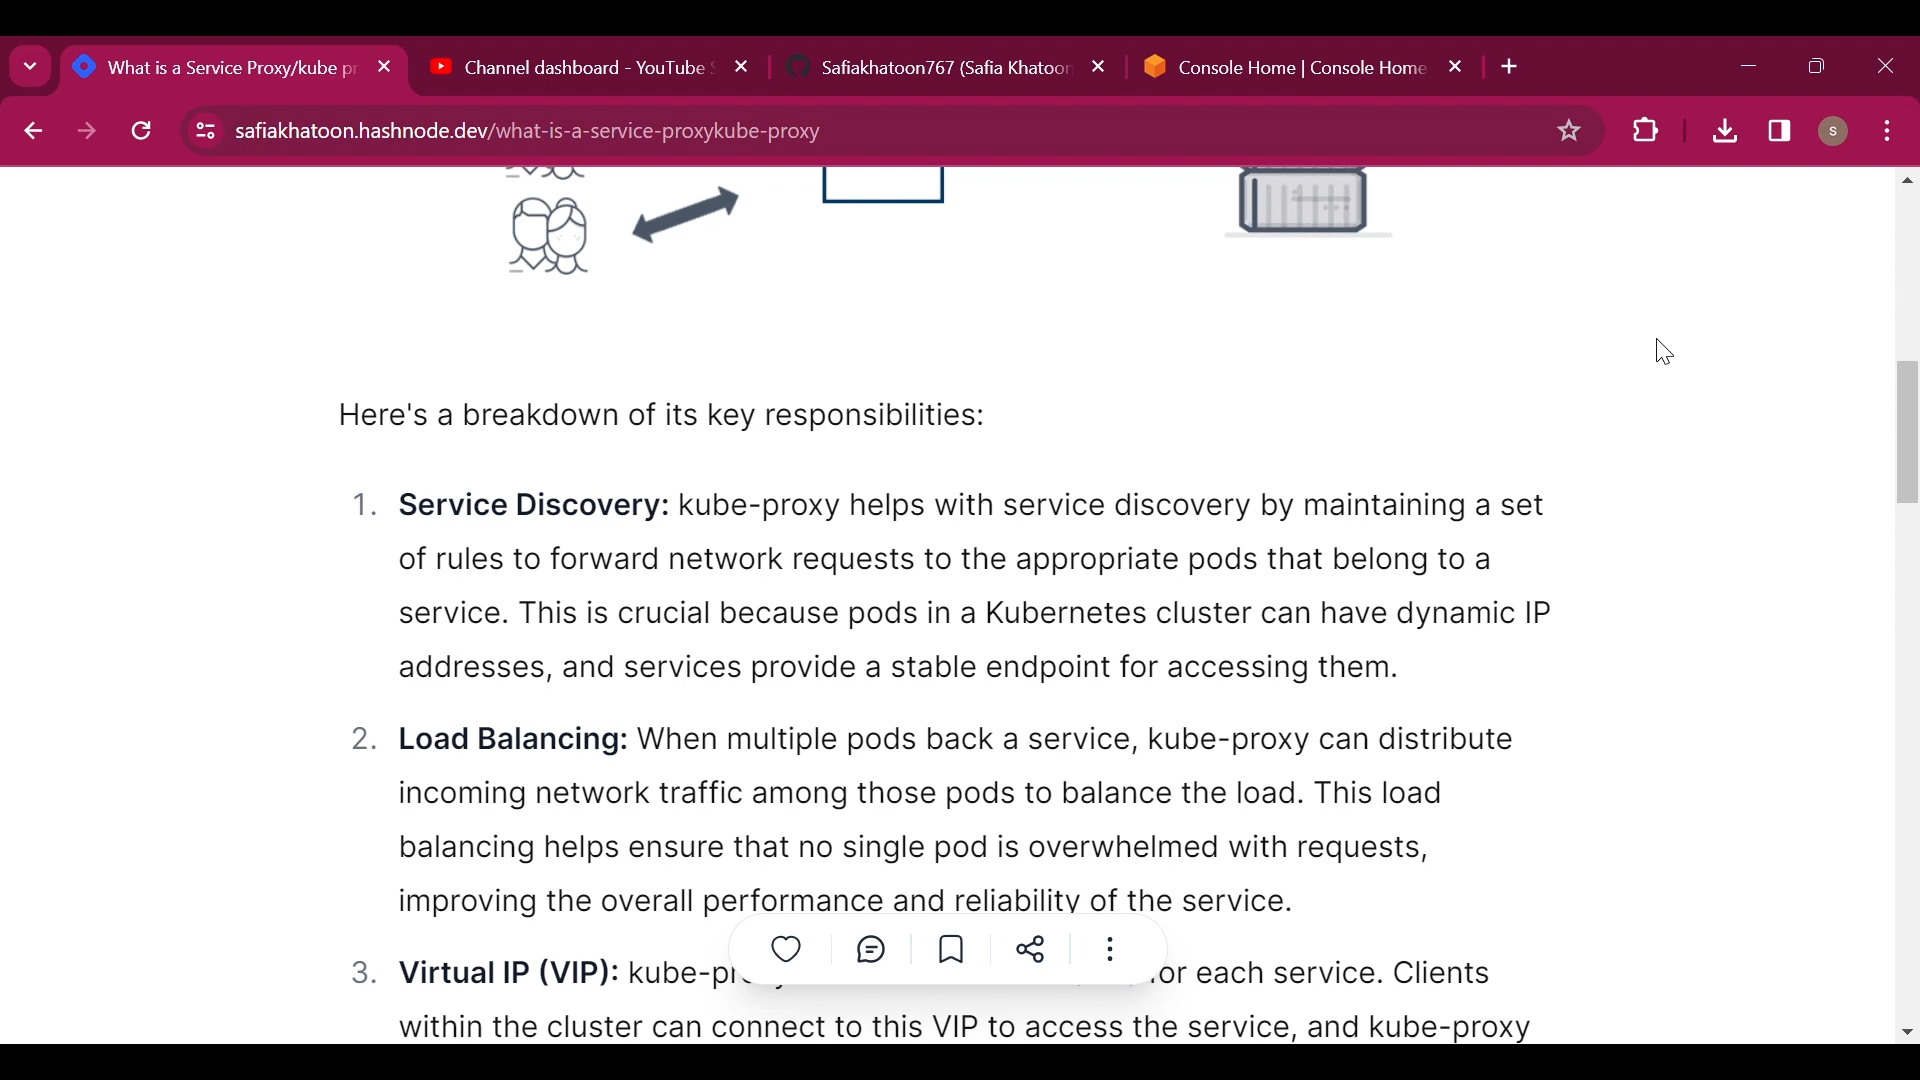 What is a Service Proxy/kube pr
Channel dashboard - YouTube S
Safiakhatoon767 (Safia Khatoon
Console Home | Console Home
safiakhatoon.hashnode.dev/what-is-a-service-proxykube-proxy
s
Here's a breakdown of its key responsibilities:
1. Service Discovery: kube-proxy helps with service discovery by maintaining a set
of rules to forward network requests to the appropriate pods that belong to a
service. This is crucial because pods in a Kubernetes cluster can have dynamic IP
addresses, and services provide a stable endpoint for accessing them.
2. Load Balancing: When multiple pods back a service, kube-proxy can distribute
incoming network traffic among those pods to balance the load. This load
balancing helps ensure that no single pod is overwhelmed with requests,
improving the overall performance and reliability of the service.
3. Virtual IP (VIP): for each service. Clients
within the cluster can connect to this VIP to access the service, and kube-proxy